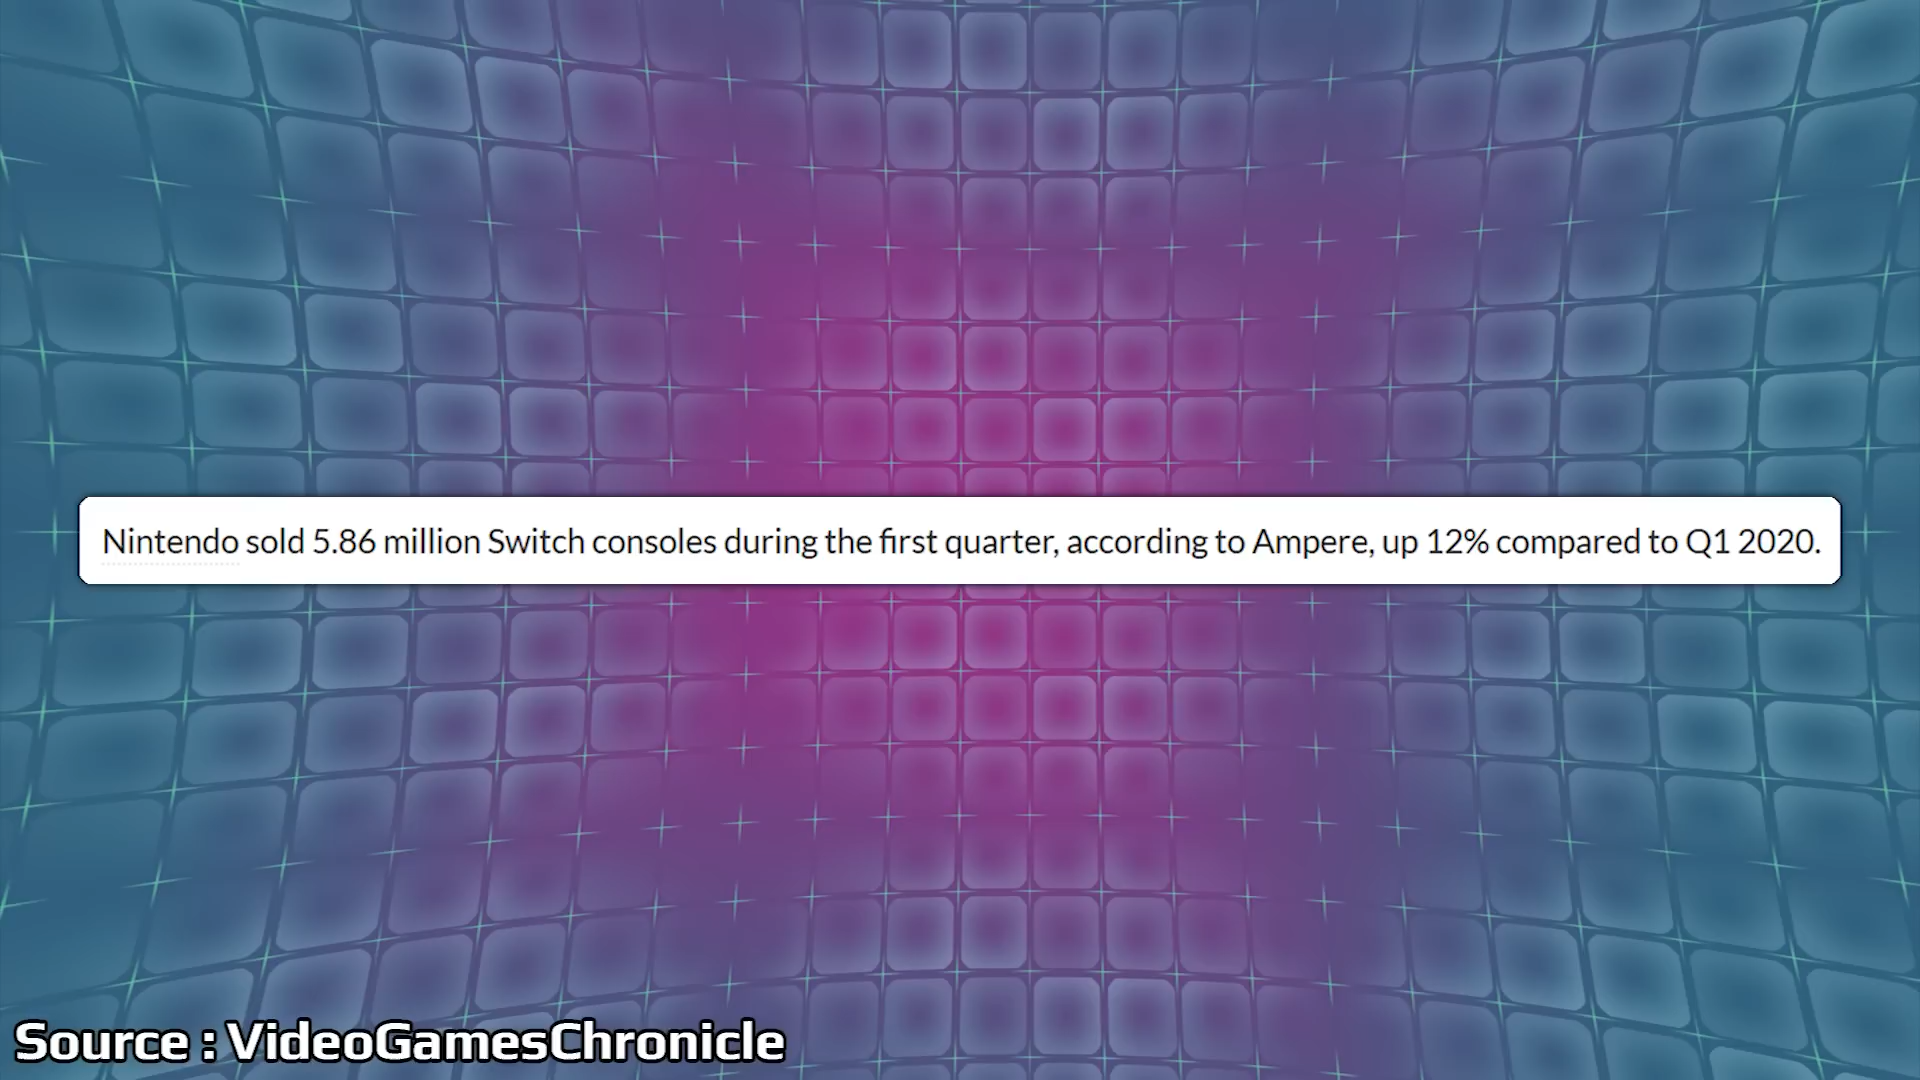 Nintendo sold 5.86 million Switch consoles during the first quarter, according to Ampere, up 12% compared to Q1 2020.
Source : VideoGamesChronicle